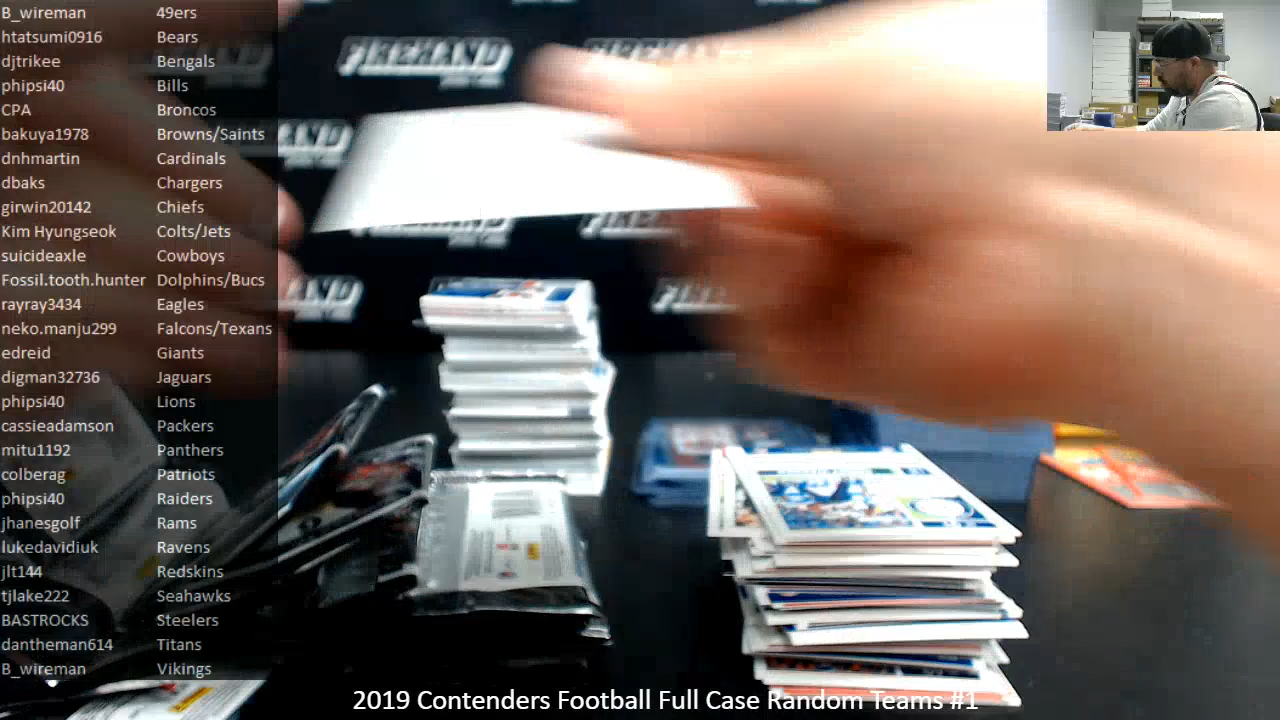 B_wireman 49ers
htatsumi0916 Bears
djtrikee Bengals
phipsi40 Bills
CPA Broncos
bakuya1978 Browns/Saints
dnhmartin Cardinals
dbaks Chargers
girwin20142 Chiefs
Kim Hyungseok Colts/Jets
suicideaxle Cowboys
Fossil.tooth.hunter Dolphins/Bucs
rayray3434 Eagles
neko.manju299 Falcons/Texans
edreid Giants
digman32736 Jaguars
phipsi40 Lions
cassieadamson Packers
mitu1192 Panthers
colberag Patriots
phipsi40 Raiders
jhanesgolf Rams
lukedavidiuk Ravens
jlt144 Redskins
tjlake222 Seahawks
BASTROCKS Steelers
dantheman614 Titans
B_wireman Vikings
FIREHAND
2019 Contenders Football Full Case Random Teams #1